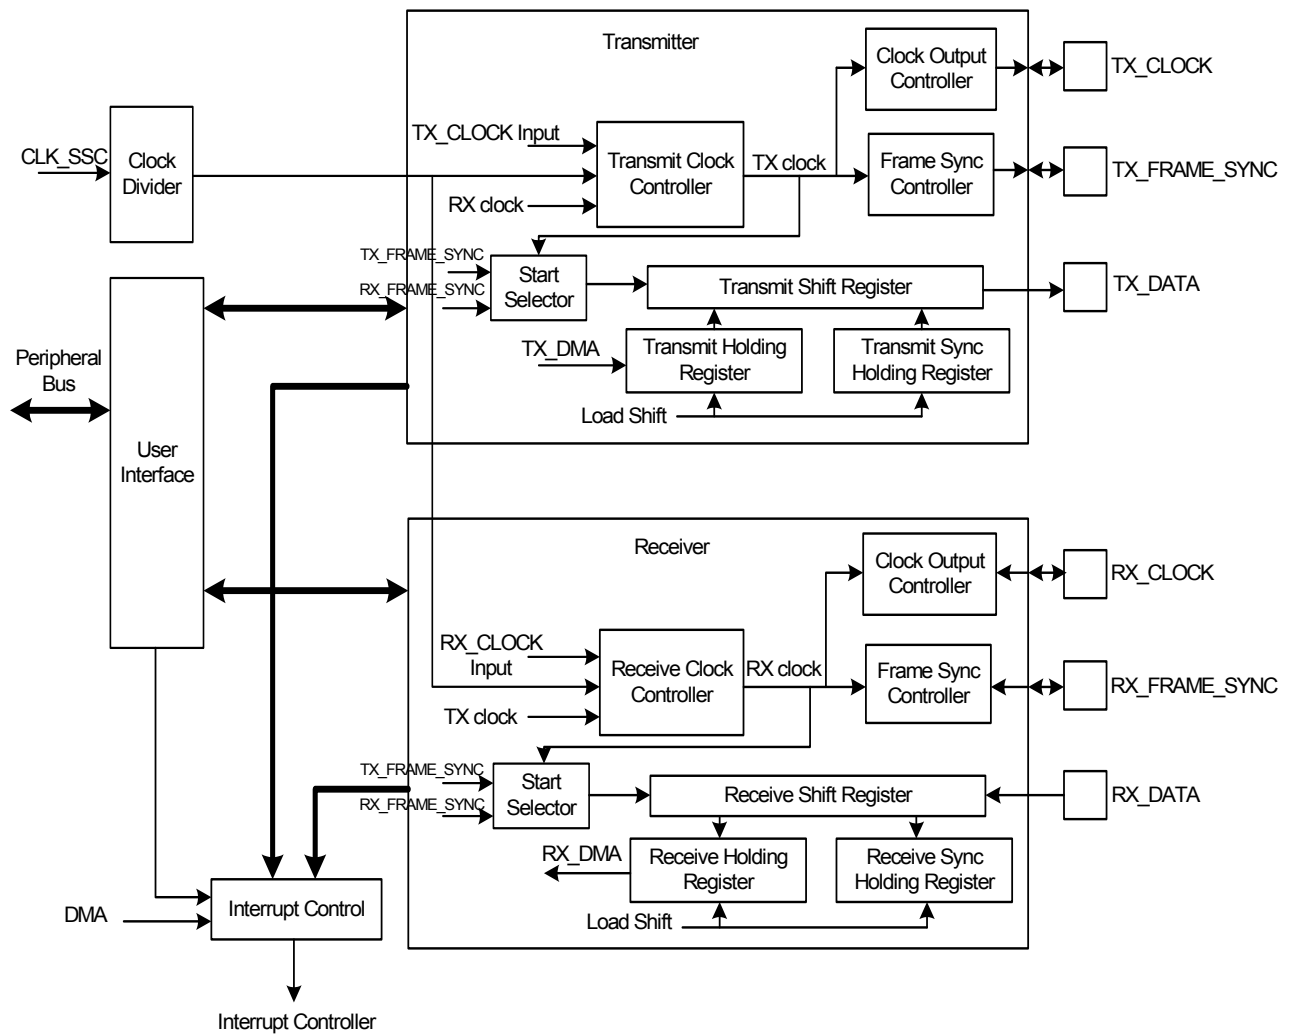 Transmitter
Clock Output
Controller
TX_CLOCK
CLK_SSC
Clock
Divider
TX_CLOCK Input
Transmit Clock
Controller
TX clock
Frame Sync
Controller
TX_FRAME_SYNC
RX clock
TX_FRAME_SYNC
RX_FRAME_SYNC
Start
Selector
Transmit Shift Register
TX_DATA
TX_DMA
Transmit Holding
Register
Transmit Sync
Holding Register
Load Shift
Peripheral
Bus
User
Interface
Receiver
Clock Output
Controller
RX_CLOCK
RX_CLOCK
Input
Receive Clock
Controller
RX clock
Frame Sync
Controller
RX_FRAME_SYNC
TX clock
TX_FRAME_SYNC
RX_FRAME_SYNC
Start
Selector
Receive Shift Register
RX_DATA
RX_DMA
Receive Holding
Register
Receive Sync
Holding Register
Load Shift
DMA
Interrupt Control
Interrupt Controller